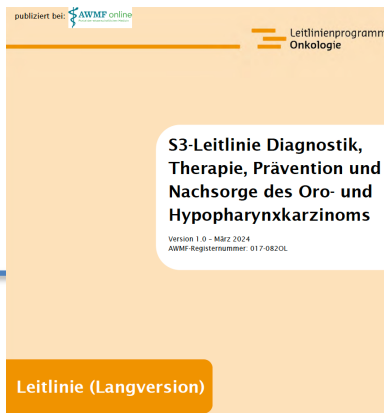 publiziert bei:
AWMF online
Leitlinienprogramm
Onkologie
S3-Leitlinie Diagnostik,
Therapie, Prävention und
Nachsorge des Oro- und
Hypopharynxkarzinoms
Version 1.0 – März 2024
AWMF-Registernummer: 017-082OL
Leitlinie (Langversion)